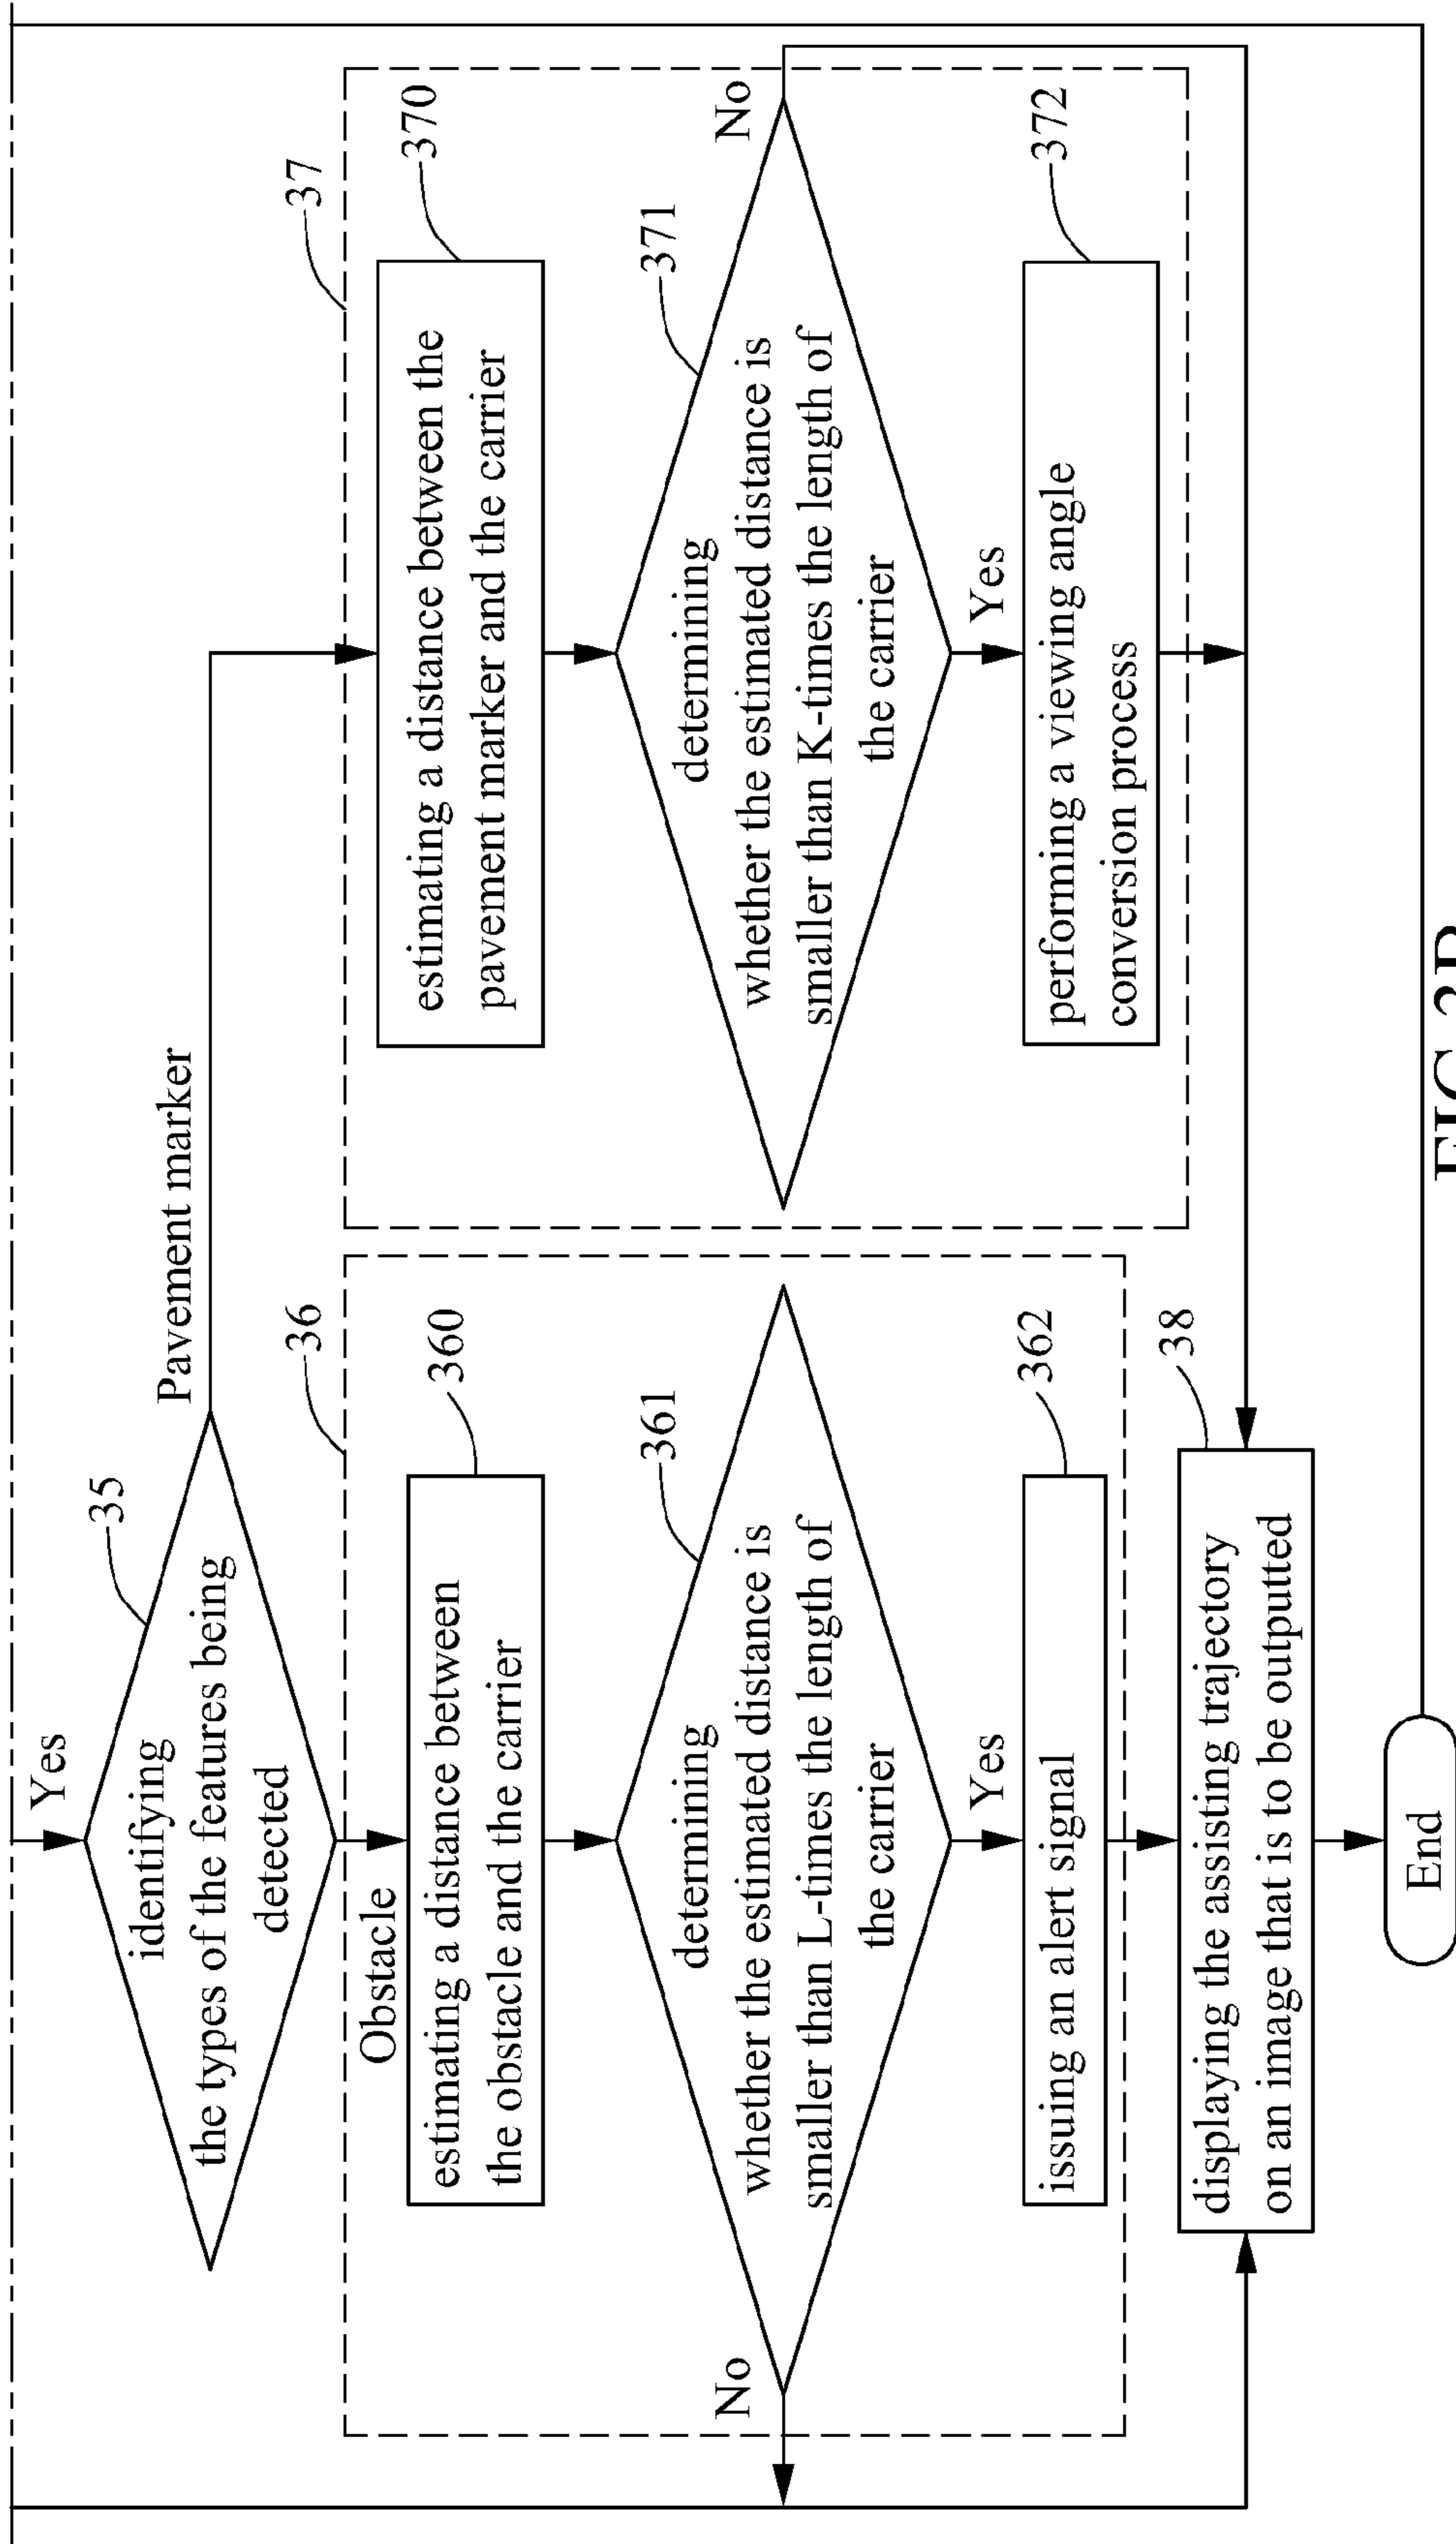 Yes
identifying
the types of the features being
detected
35
Pavement marker
Obstacle
36
estimating a distance between
the obstacle and the carrier
360
determining
whether the estimated distance is
smaller than L-times the length of
the carrier
361
No
Yes
issuing an alert signal
362
37
estimating a distance between the
pavement marker and the carrier
370
determining
whether the estimated distance is
smaller than K-times the length of
the carrier
371
No
Yes
performing a viewing angle
conversion process
372
displaying the assisting trajectory
on an image that is to be outputted
38
End